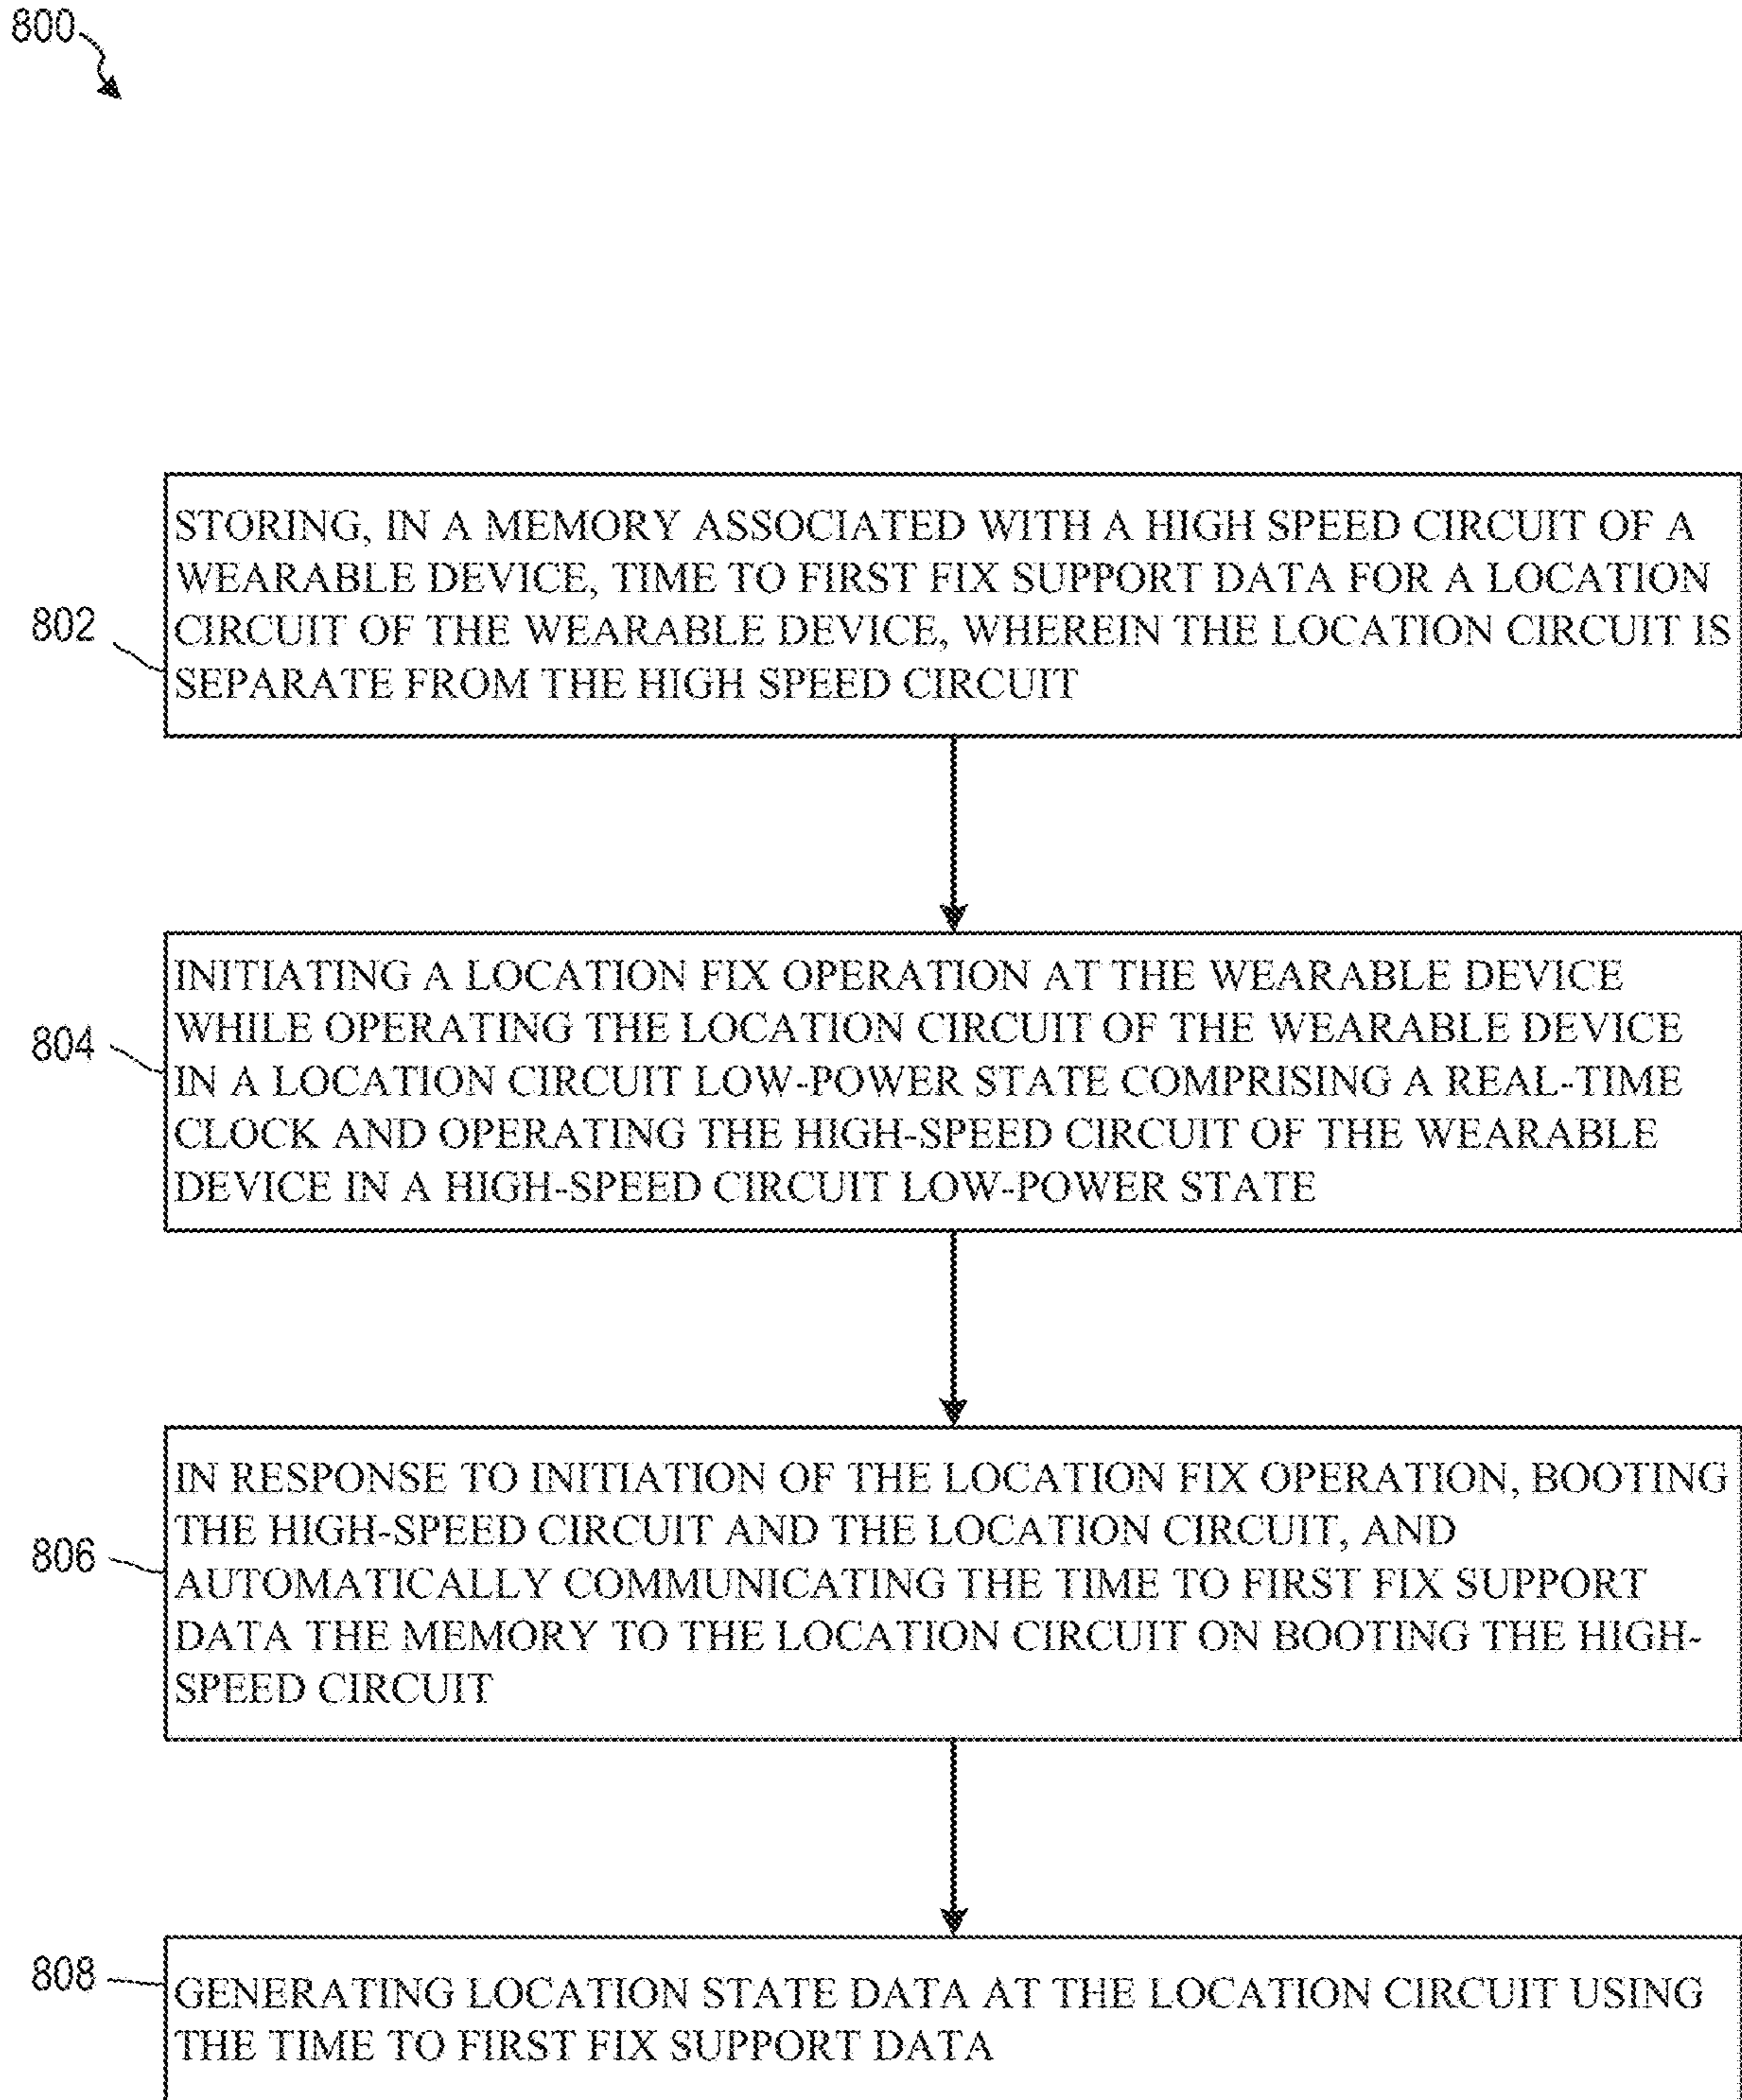 800
STORING, IN A MEMORY ASSOCIATED WITH A HIGH SPEED CIRCUIT OF A
WEARABLE DEVICE, TIME TO FIRST FIX SUPPORT DATA FOR A LOCATION
802
CIRCUIT OF THE WEARABLE DEVICE, WHEREIN THE LOCATION CIRCUIT IS
SEPARATE FROM THE HIGH SPEED CIRCUIT
INITIATING A LOCATION FIX OPERATION AT THE WEARABLE DEVICE
WHILE OPERATING THE LOCATION CIRCUIT OF THE WEARABLE DEVICE
804
IN A LOCATION CIRCUIT LOW-POWER STATE COMPRISING A REAL-TIME
CLOCK AND OPERATING THE HIGH-SPEED CIRCUIT OF THE WEARABLE
DEVICE IN A HIGH-SPEED CIRCUIT LOW-POWER STATE
IN RESPONSE TO INITIATION OF THE LOCATION FIX OPERATION, BOOTING
THE HIGH-SPEED CIRCUIT AND THE LOCATION CIRCUIT, AND
806
AUTOMATICALLY COMMUNICATING THE TIME TO FIRST FIX SUPPORT
DATA THE MEMORY TO THE LOCATION CIRCUIT ON BOOTING THE HIGH-
SPEED CIRCUIT
808
GENERATING LOCATION STATE DATA AT THE LOCATION CIRCUIT USING
THE TIME TO FIRST FIX SUPPORT DATA